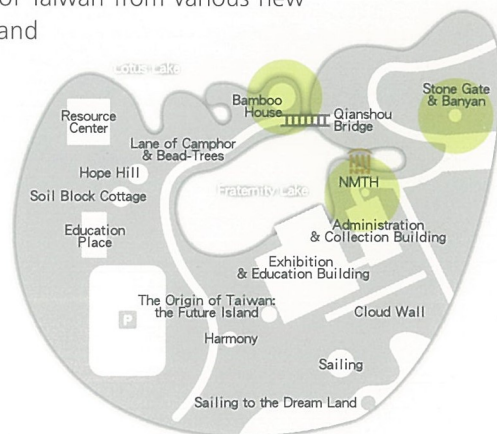 of Taiwan from various new
and
Lotus Lake
Bamboo
House
Qianshou
Bridge
Stone Gate
& Banyan
Resource
Center
Lane of Camphor
& Bead-Trees
Hope Hill
Soil Block Cottage
Fraternity Lake
NMTH
Education
Place
Administration
& Collection Building
Exhibition
& Education Building
The Origin of Taiwan:
the Future Island
P
Cloud Wall
Harmony
Sailing
Sailing to the Dream Land